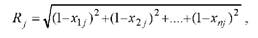 R_j = √((1-x_{1j})² + (1-x_{2j})² + .... + (1-x_{nj})²) ,